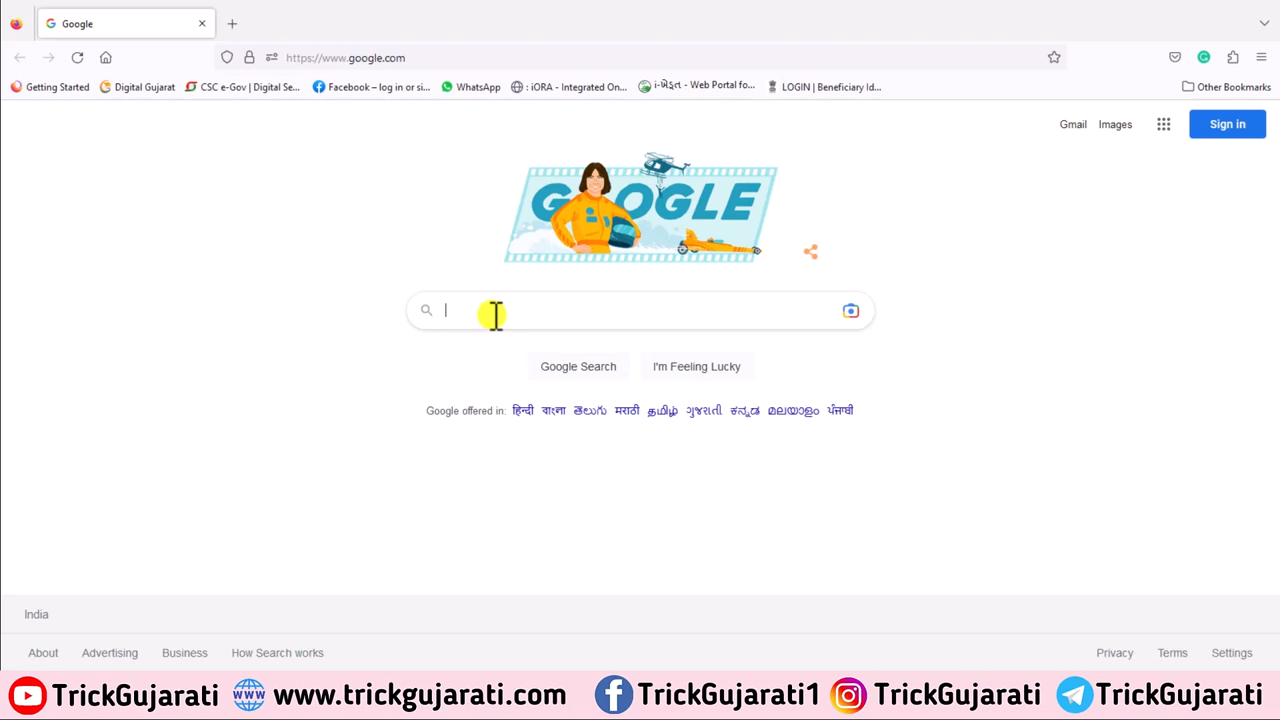 Google
https://www.google.com
Getting Started Digital Gujarat CSC e-Gov | Digital Se... Facebook – log in or si... WhatsApp : iORA - Integrated On... i-ખેડૂત - Web Portal fo... LOGIN | Beneficiary Id... Other Bookmarks
Gmail Images Sign in
GOOGLE
Google Search I'm Feeling Lucky
Google offered in: हिन्दी বাংলা తెలుగు मराठी தமிழ் ગુજરાતી ಕನ್ನಡ മലയാളം ਪੰਜਾਬੀ
India
About Advertising Business How Search works Privacy Terms Settings
TrickGujarati www.trickgujarati.com TrickGujarati1 TrickGujarati TrickGujarati